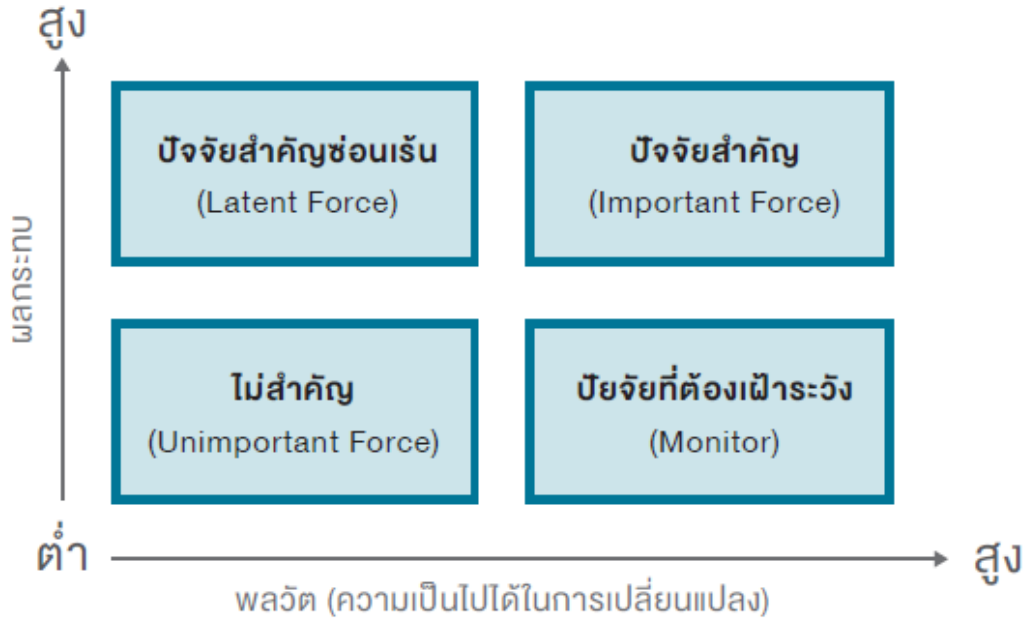 สูง
ปัจจัยสำคัญซ่อนเร้น
(Latent Force)
ปัจจัยสำคัญ
(Important Force)
ผลกระทบ
ไม่สำคัญ
(Unimportant Force)
ปัยจัยที่ต้องเฝ้าระวัง
(Monitor)
ต่ำ
สูง
พลวัต (ความเป็นไปได้ในการเปลี่ยนแปลง)